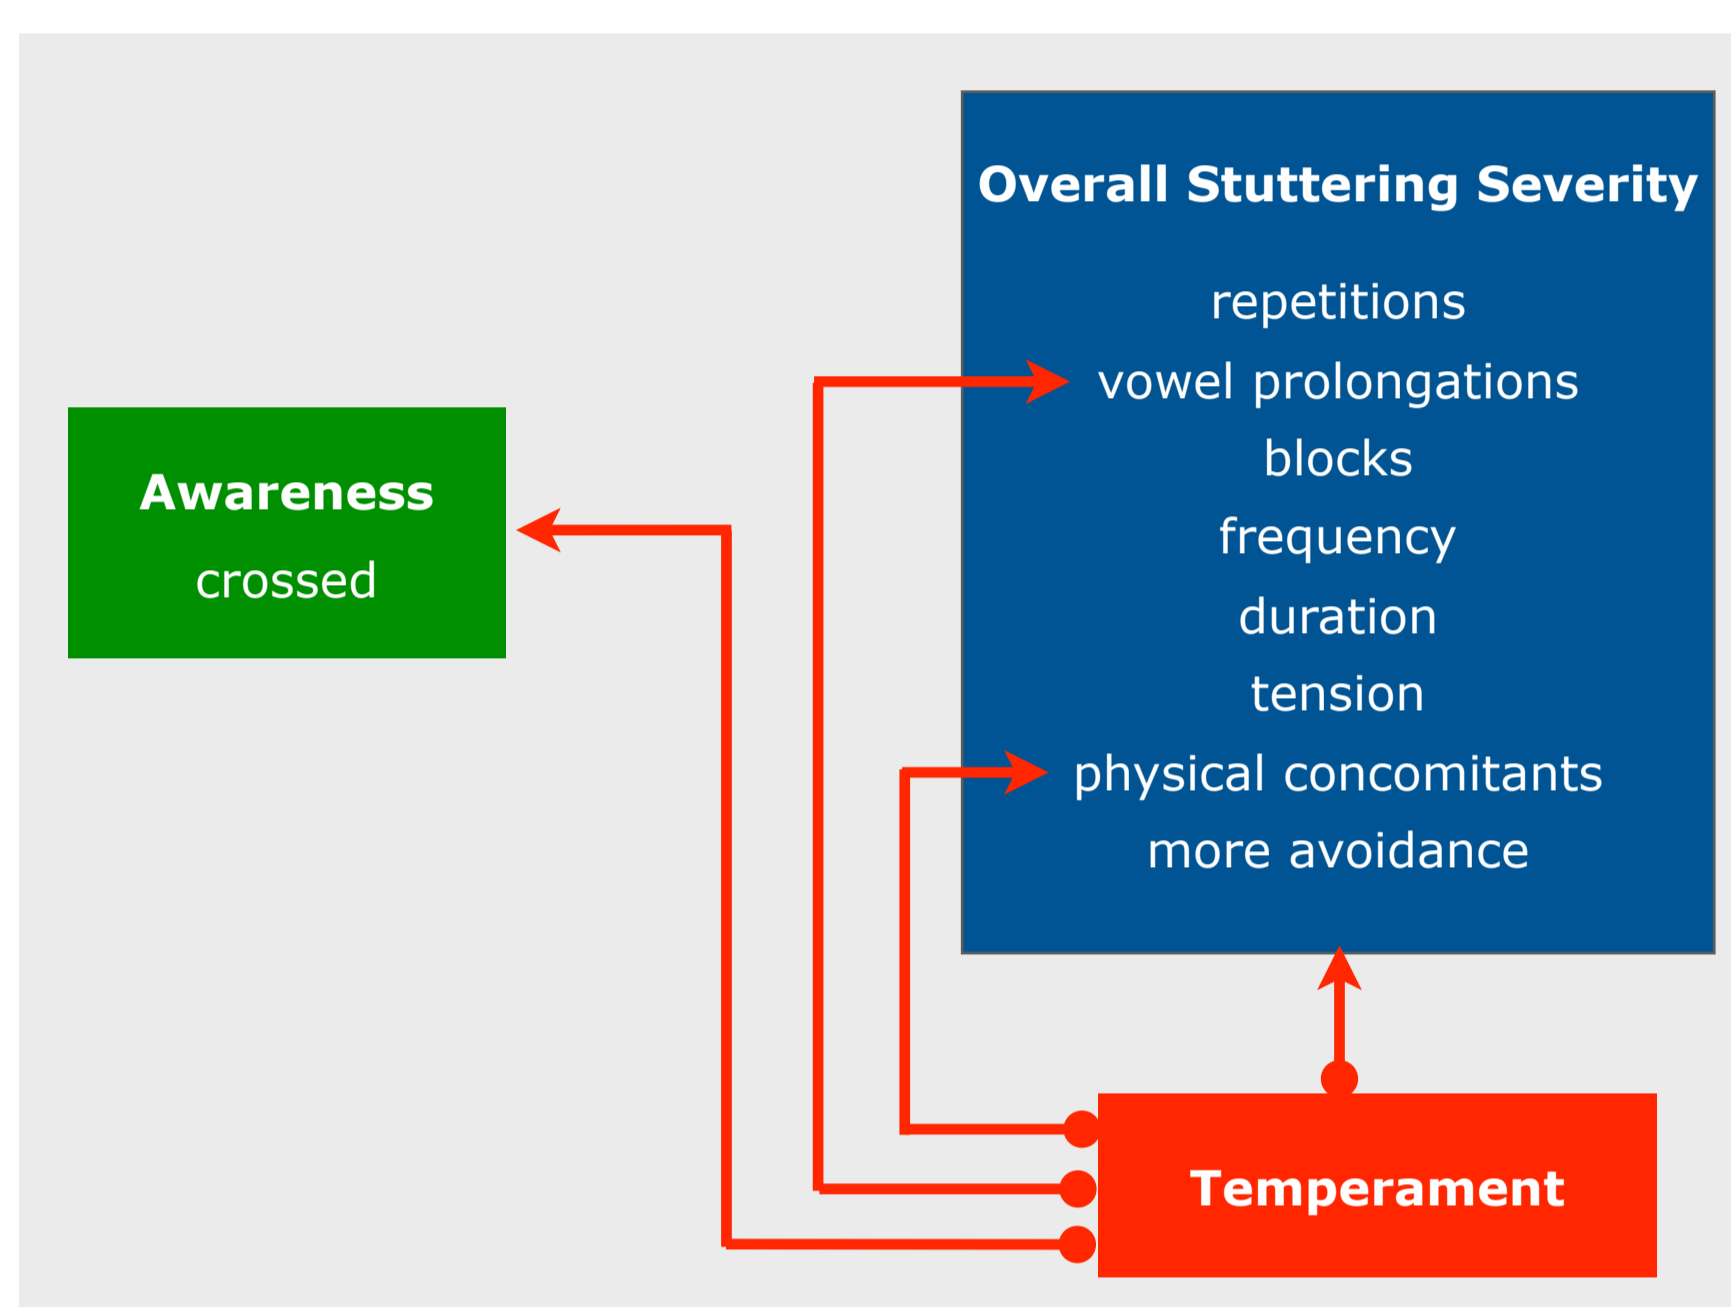 Overall Stuttering Severity
repetitions
vowel prolongations
blocks
frequency
duration
tension
physical concomitants
more avoidance
Awareness
crossed
Temperament